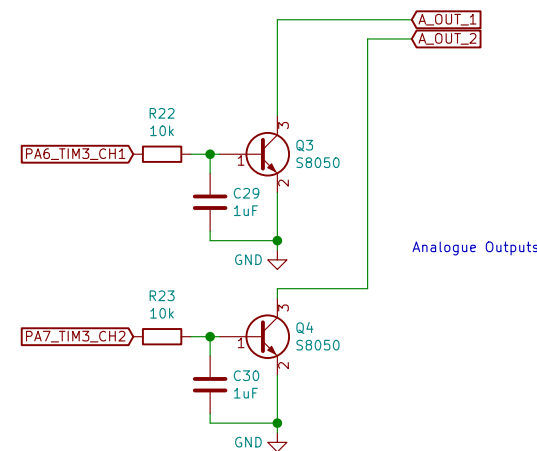 A_OUT_1
A_OUT_2
R22
10k
PA6_TIM3_CH1
3
Q3
S8050
1
2
C29
1uF
GND
Analogue Outputs
R23
10k
PA7_TIM3_CH2
3
Q4
S8050
1
2
C30
1uF
GND